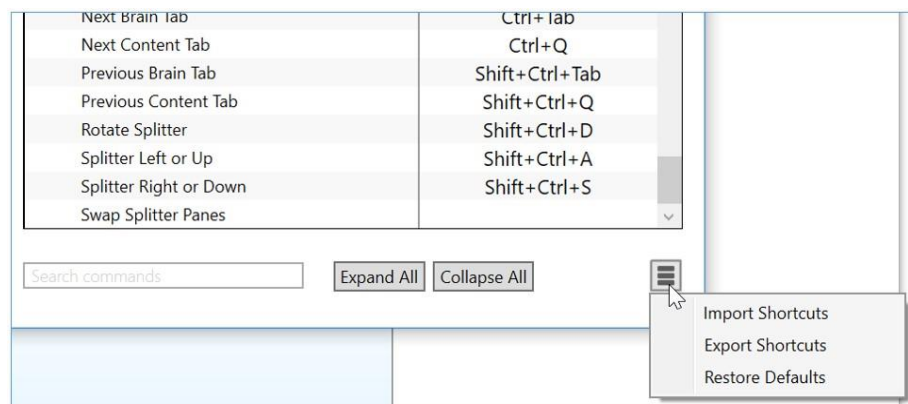 Next Brain Tab Ctrl+Tab
Next Content Tab Ctrl+Q
Previous Brain Tab Shift+Ctrl+Tab
Previous Content Tab Shift+Ctrl+Q
Rotate Splitter Shift+Ctrl+D
Splitter Left or Up Shift+Ctrl+A
Splitter Right or Down Shift+Ctrl+S
Swap Splitter Panes
Search commands Expand All Collapse All
Import Shortcuts
Export Shortcuts
Restore Defaults